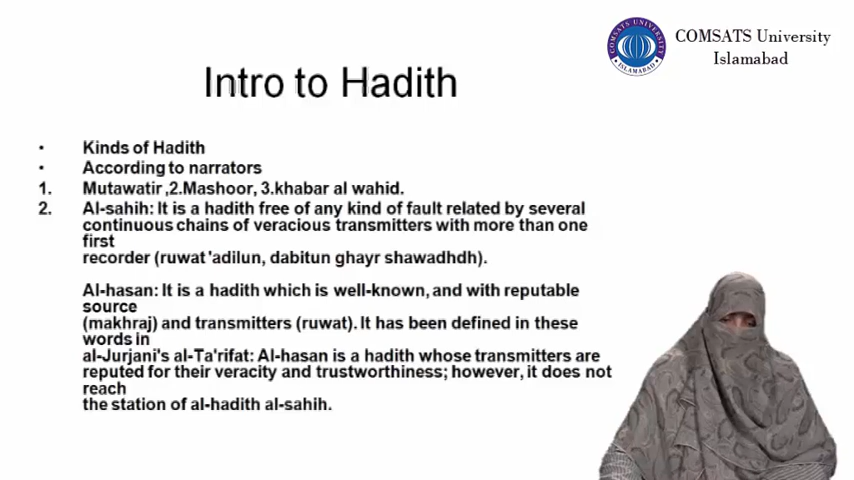 COMSATS University
Islamabad
COMSATS UNIVERSITY
ISLAMABAD
Intro to Hadith
• Kinds of Hadith
• According to narrators
1. Mutawatir ,2.Mashoor, 3.khabar al wahid.
2. Al-sahih: It is a hadith free of any kind of fault related by several
continuous chains of veracious transmitters with more than one
first
recorder (ruwat 'adilun, dabitun ghayr shawadhdh).
Al-hasan: It is a hadith which is well-known, and with reputable
source
(makhraj) and transmitters (ruwat). It has been defined in these
words in
al-Jurjani's al-Ta'rifat: Al-hasan is a hadith whose transmitters are
reputed for their veracity and trustworthiness; however, it does not
reach
the station of al-hadith al-sahih.